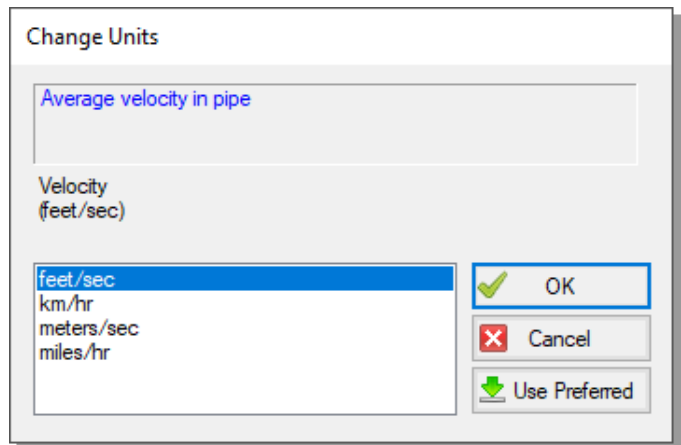 Change Units
Average velocity in pipe
Velocity
(feet/sec)
feet/sec
km/hr
meters/sec
miles/hr
OK
Cancel
Use Preferred